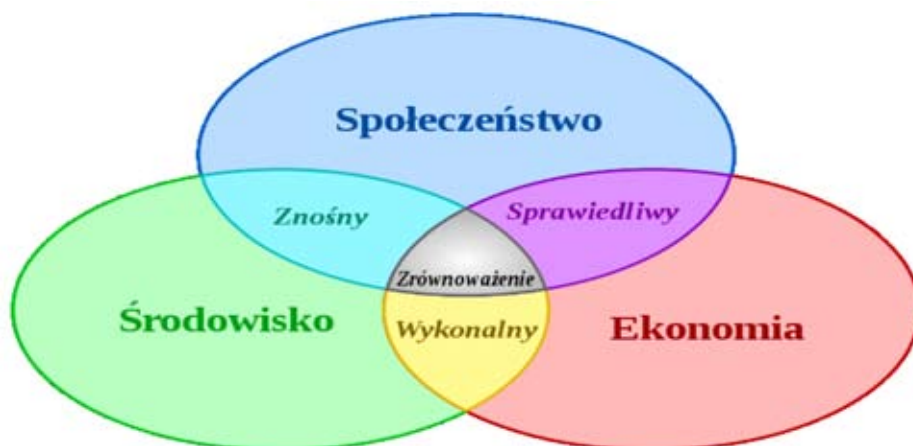 Społeczeństwo
Znośny
Sprawiedliwy
Zrównoważenie
Środowisko
Wykonalny
Ekonomia